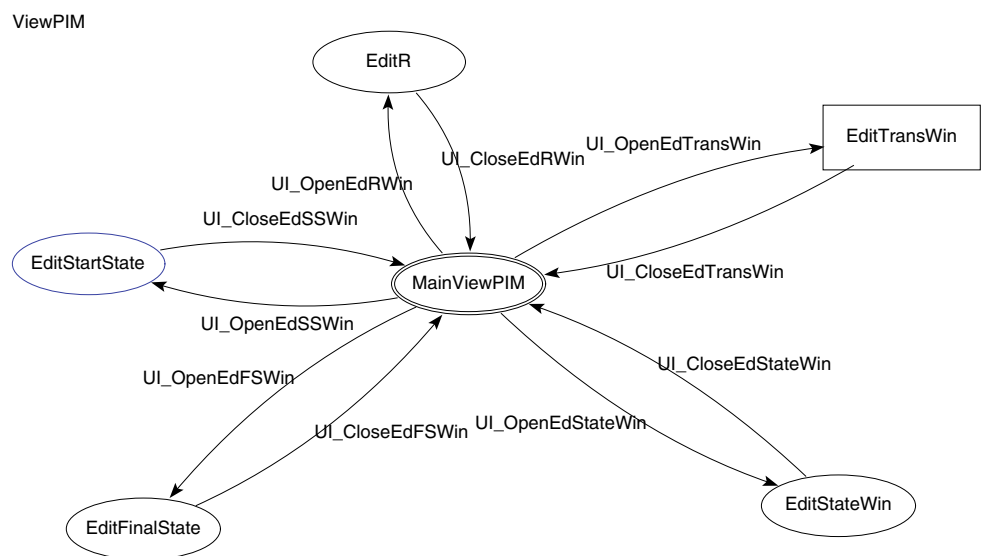 ViewPIM
EditR
EditTransWin
UI_OpenEdTransWin
UI_CloseEdRWin
UI_OpenEdRWin
UI_CloseEdSSWin
EditStartState
MainViewPIM
UI_CloseEdTransWin
UI_OpenEdSSWin
UI_OpenEdFSWin
UI_CloseEdStateWin
UI_CloseEdFSWin
UI_OpenEdStateWin
EditStateWin
EditFinalState